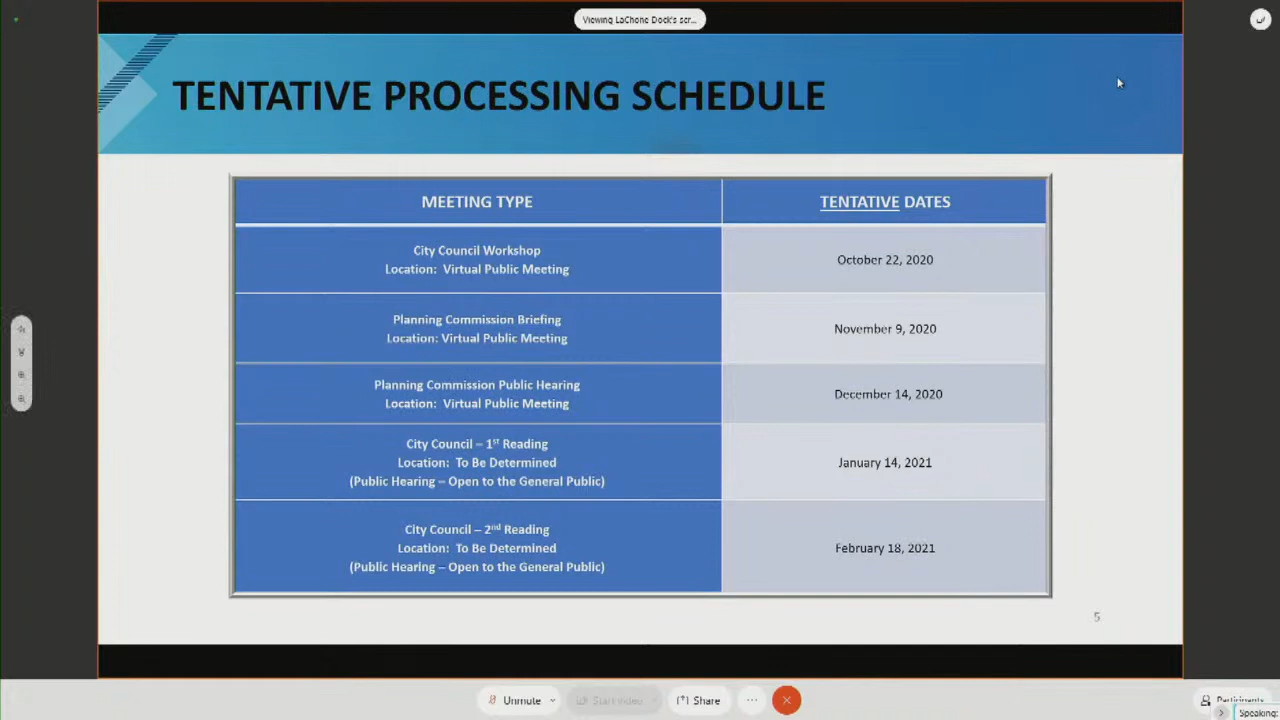 Viewing LaChone Dock's scr...
TENTATIVE PROCESSING SCHEDULE
MEETING TYPE
TENTATIVE DATES
City Council Workshop
Location: Virtual Public Meeting
October 22, 2020
Planning Commission Briefing
Location: Virtual Public Meeting
November 9, 2020
Planning Commission Public Hearing
Location: Virtual Public Meeting
December 14, 2020
City Council – 1st Reading
Location: To Be Determined
(Public Hearing – Open to the General Public)
January 14, 2021
City Council – 2nd Reading
Location: To Be Determined
(Public Hearing – Open to the General Public)
February 18, 2021
5
Unmute
Start video
Share
Participants
Speaking: